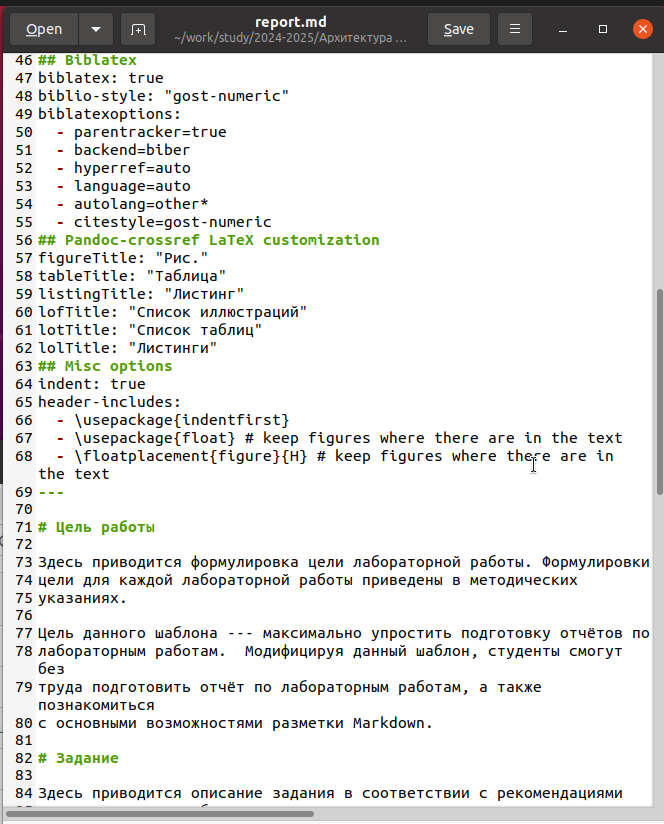 Open
report.md
~/work/study/2024-2025/Архитектура ...
Save
46 ## Biblatex
47 biblatex: true
48 biblio-style: "gost-numeric"
49 biblatexoptions:
50   - parentracker=true
51   - backend=biber
52   - hyperref=auto
53   - language=auto
54   - autolang=other*
55   - citestyle=gost-numeric
56 ## Pandoc-crossref LaTeX customization
57 figureTitle: "Рис."
58 tableTitle: "Таблица"
59 listingTitle: "Листинг"
60 lofTitle: "Список иллюстраций"
61 lotTitle: "Список таблиц"
62 lolTitle: "Листинги"
63 ## Misc options
64 indent: true
65 header-includes:
66   - \usepackage{indentfirst}
67   - \usepackage{float} # keep figures where there are in the text
68   - \floatplacement{figure}{H} # keep figures where there are in
the text
69 ---
70
71 # Цель работы
72
73 Здесь приводится формулировка цели лабораторной работы. Формулировки
74 цели для каждой лабораторной работы приведены в методических
75 указаниях.
76
77 Цель данного шаблона --- максимально упростить подготовку отчётов по
78 лабораторным работам.  Модифицируя данный шаблон, студенты смогут
без
79 труда подготовить отчёт по лабораторным работам, а также
познакомиться
80 с основными возможностями разметки Markdown.
81
82 # Задание
83
84 Здесь приводится описание задания в соответствии с рекомендациями